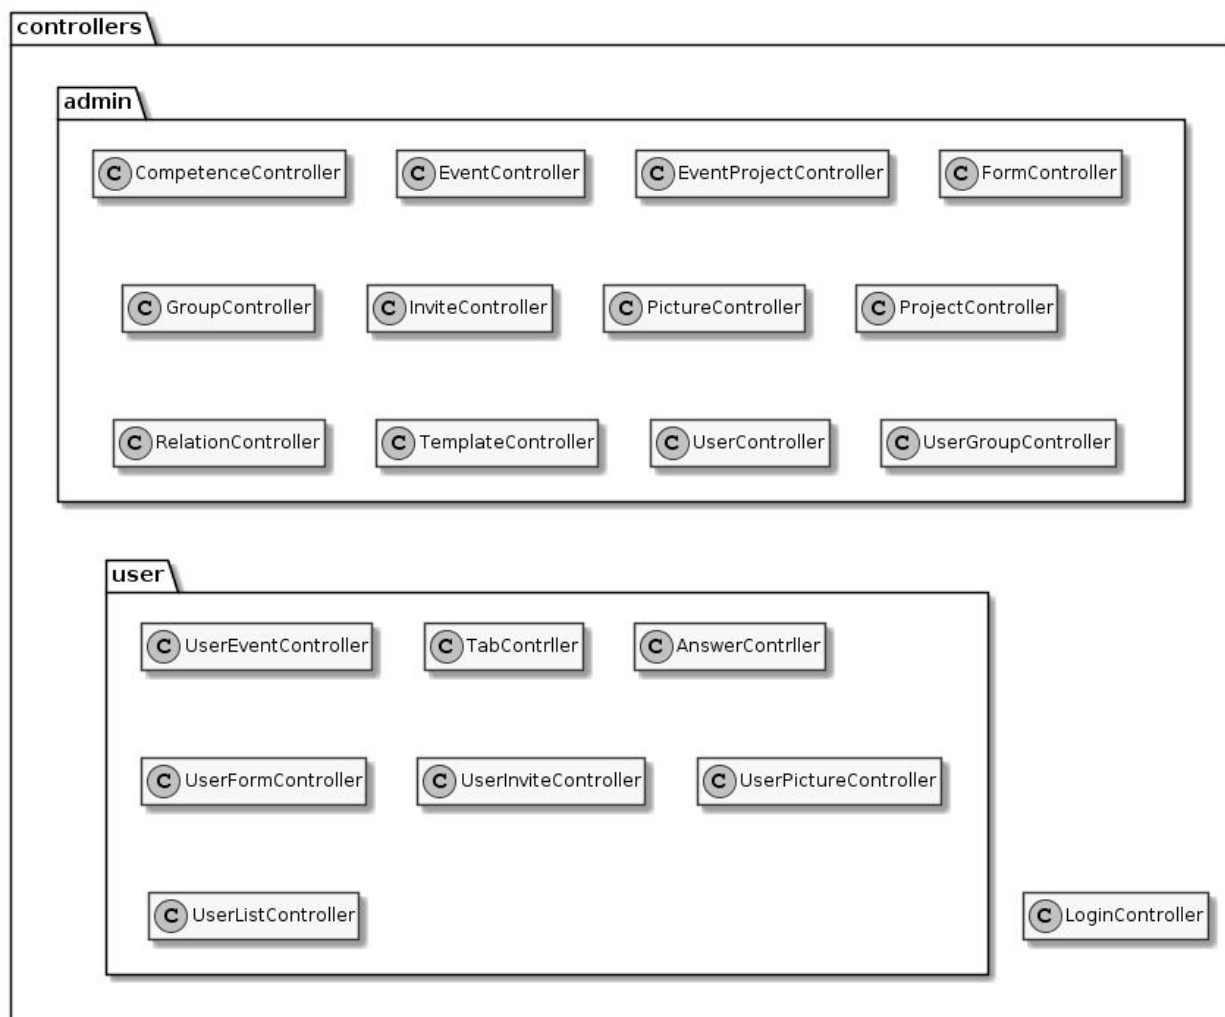 controllers
admin
C CompetenceController
C EventController
C EventProjectController
C FormController
C GroupController
C InviteController
C PictureController
C ProjectController
C RelationController
C TemplateController
C UserController
C UserGroupController
user
C UserEventController
C TabContrller
C AnswerContrller
C UserFormController
C UserInviteController
C UserPictureController
C UserListController
C LoginController